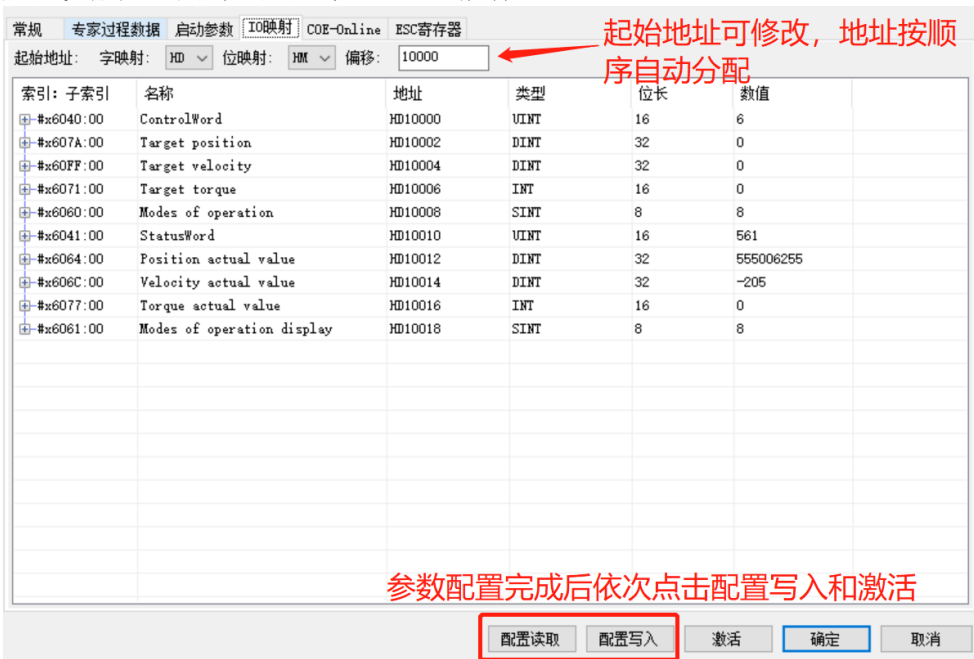 常规 专家过程数据 启动参数 IO映射 COE-Online ESC寄存器
起始地址: 字映射: HD 位映射: HM 偏移: 10000
起始地址可修改，地址按顺
序自动分配
索引: 子索引 名称 地址 类型 位长 数值
#x6040:00 ControlWord HD10000 UINT 16 6
#x607A:00 Target position HD10002 DINT 32 0
#x60FF:00 Target velocity HD10004 DINT 32 0
#x6071:00 Target torque HD10006 INT 16 0
#x6060:00 Modes of operation HD10008 SINT 8 8
#x6041:00 StatusWord HD10010 UINT 16 561
#x6064:00 Position actual value HD10012 DINT 32 555006255
#x606C:00 Velocity actual value HD10014 DINT 32 -205
#x6077:00 Torque actual value HD10016 INT 16 0
#x6061:00 Modes of operation display HD10018 SINT 8 8
参数配置完成后依次点击配置写入和激活
配置读取 配置写入 激活 确定 取消